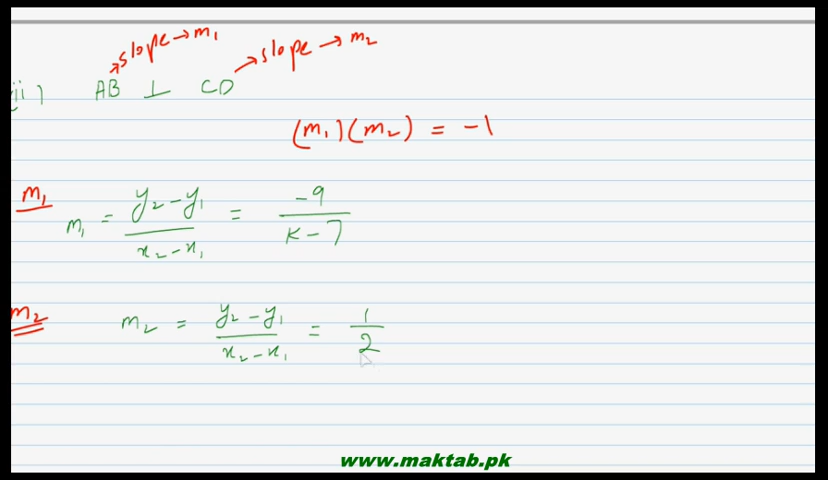 slope → m₁
slope → m₂
ii) AB ⊥ CD
(m₁)(m₂) = -1
m₁
m₁ = y₂ - y₁ / x₂ - x₁ = -9 / K - 7
m₂
m₂ = y₂ - y₁ / x₂ - x₁ = 1 / 2
www.maktab.pk